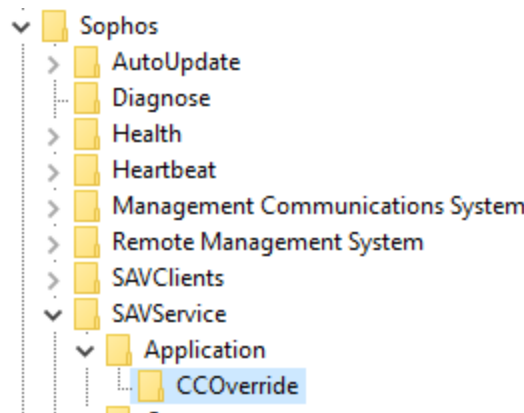 Sophos
AutoUpdate
Diagnose
Health
Heartbeat
Management Communications System
Remote Management System
SAVClients
SAVService
Application
CCOverride